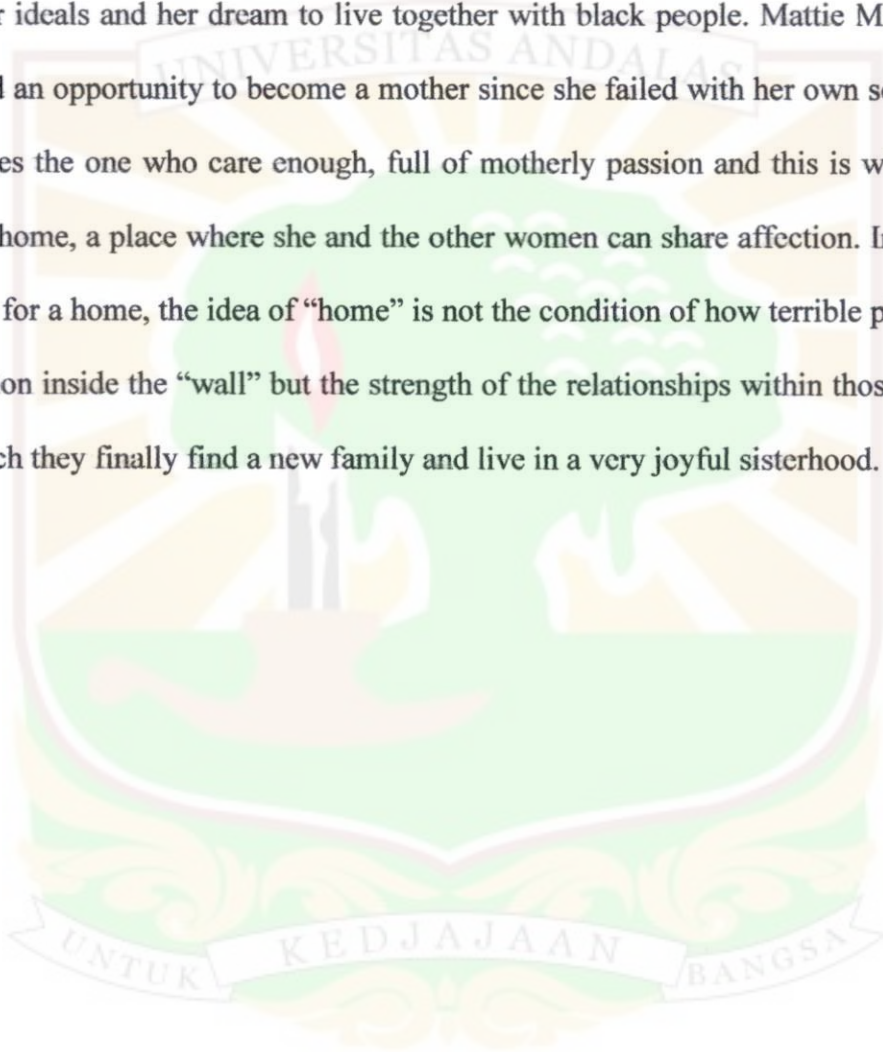 ideals and her dream to live together with black people. Mattie M
UNIVERSITAS ANDALAS
an opportunity to become a mother since she failed with her own
es the one who care enough, full of motherly passion and this is w
home, a place where she and the other women can share affection.
for a home, the idea of “home” is not the condition of how terrible p
on inside the “wall” but the strength of the relationships within thos
ch they finally find a new family and live in a very joyful sisterhood.
UNTUK KEDJAJAAN BANGSA